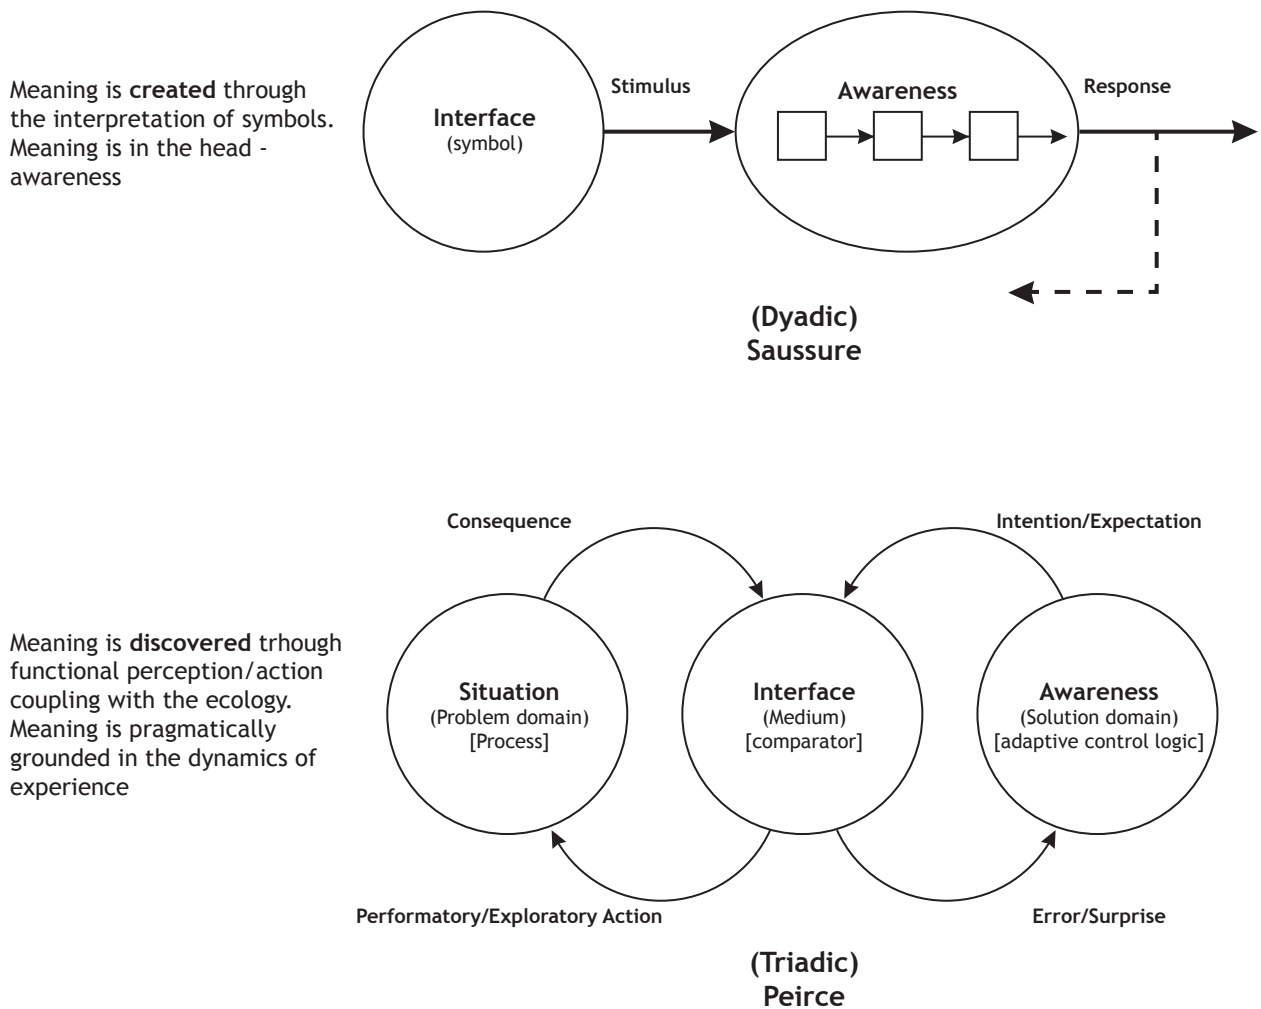 Meaning is created through
the interpretation of symbols.
Meaning is in the head -
awareness
Interface
(symbol)
Stimulus
Awareness
Response
(Dyadic)
Saussure
Consequence
Intention/Expectation
Meaning is discovered trhough
functional perception/action
coupling with the ecology.
Meaning is pragmatically
grounded in the dynamics of
experience
Situation
(Problem domain)
[Process]
Interface
(Medium)
[comparator]
Awareness
(Solution domain)
[adaptive control logic]
Performatory/Exploratory Action
Error/Surprise
(Triadic)
Peirce